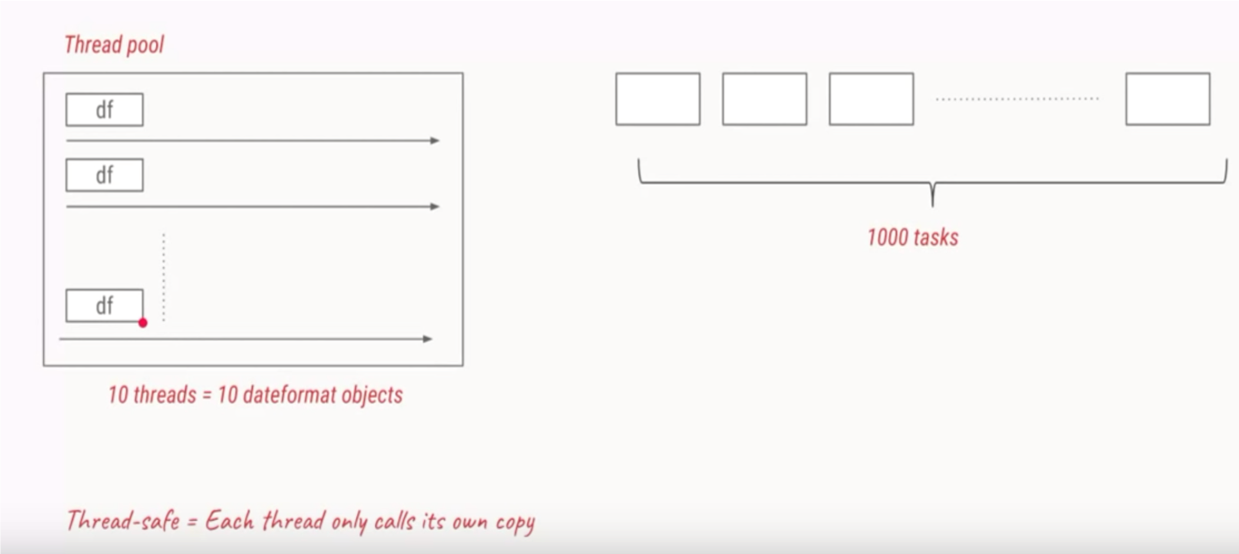 Thread pool
df
df
df
1000 tasks
10 threads = 10 dateformat objects
Thread-safe = Each thread only calls its own copy